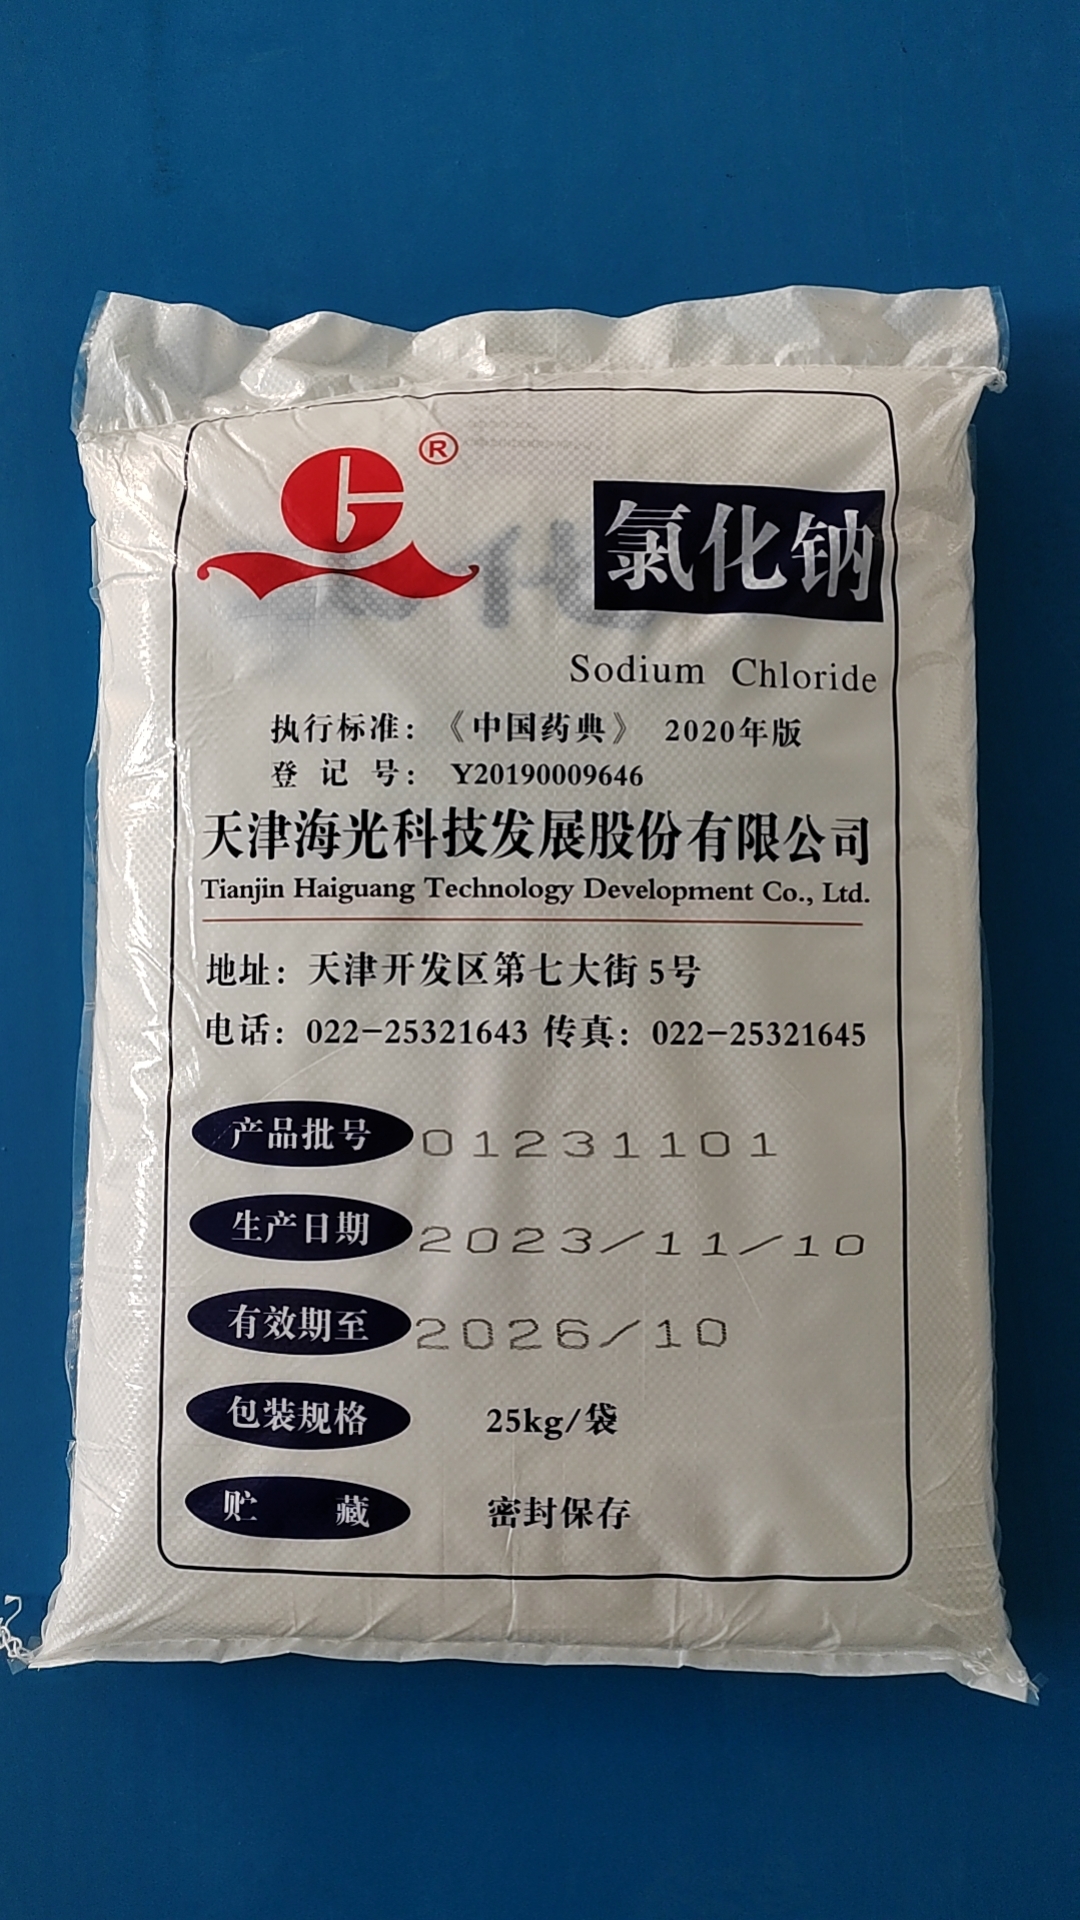 ®
氯化钠
Sodium Chloride
执行标准：《中国药典》 2020年版
登 记 号： Y20190009646
天津海光科技发展股份有限公司
Tianjin Haiguang Technology Development Co., Ltd.
地址：天津开发区第七大街 5号
电话：022-25321643 传真：022-25321645
产品批号 01231101
生产日期 2023/11/10
有效期至 2026/10
包装规格 25kg/袋
贮 藏 密封保存